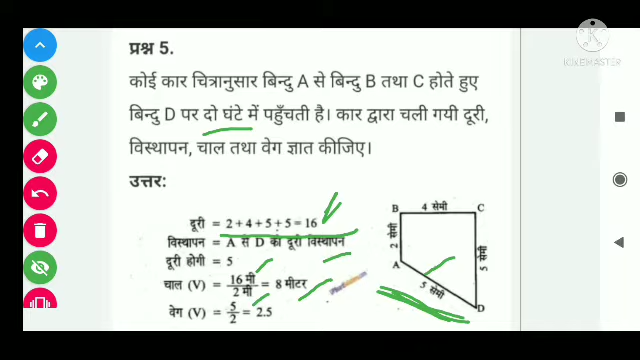 KINEMASTER
प्रश्न 5.
कोई कार चित्रानुसार बिन्दु A से बिन्दु B तथा C होते हुए
बिन्दु D पर दो घंटे में पहुँचती है। कार द्वारा चली गयी दूरी,
विस्थापन, चाल तथा वेग ज्ञात कीजिए।
उत्तर:
दूरी = 2 + 4 + 5 + 5 = 16
विस्थापन = A से D की दूरी विस्थापन
दूरी होगी = 5
चाल (V) = 16 मी / 2 मी = 8 मीटर
वेग (V) = 5 / 2 = 2.5
B 4 सेमी C
2 सेमी
5 सेमी
A
5 सेमी
D